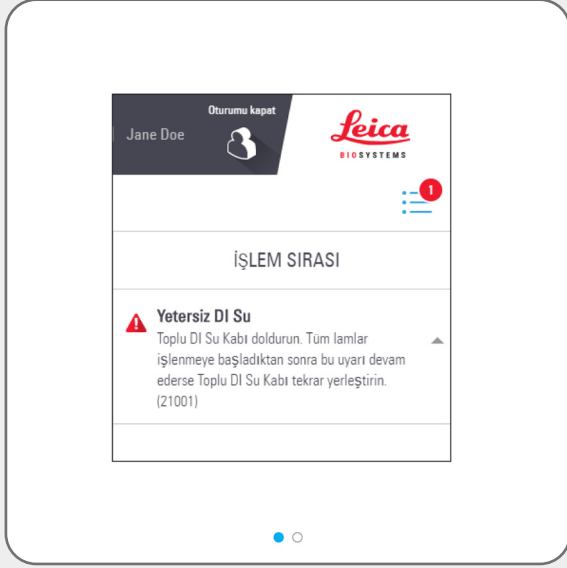 Oturumu kapat
Jane Doe
Leica
BIOSYSTEMS
1
İŞLEM SIRASI
Yetersiz DI Su
Toplu DI Su Kabı doldurun. Tüm lamlar
işlenmeye başladıktan sonra bu uyarı devam
ederse Toplu DI Su Kabı tekrar yerleştirin.
(21001)